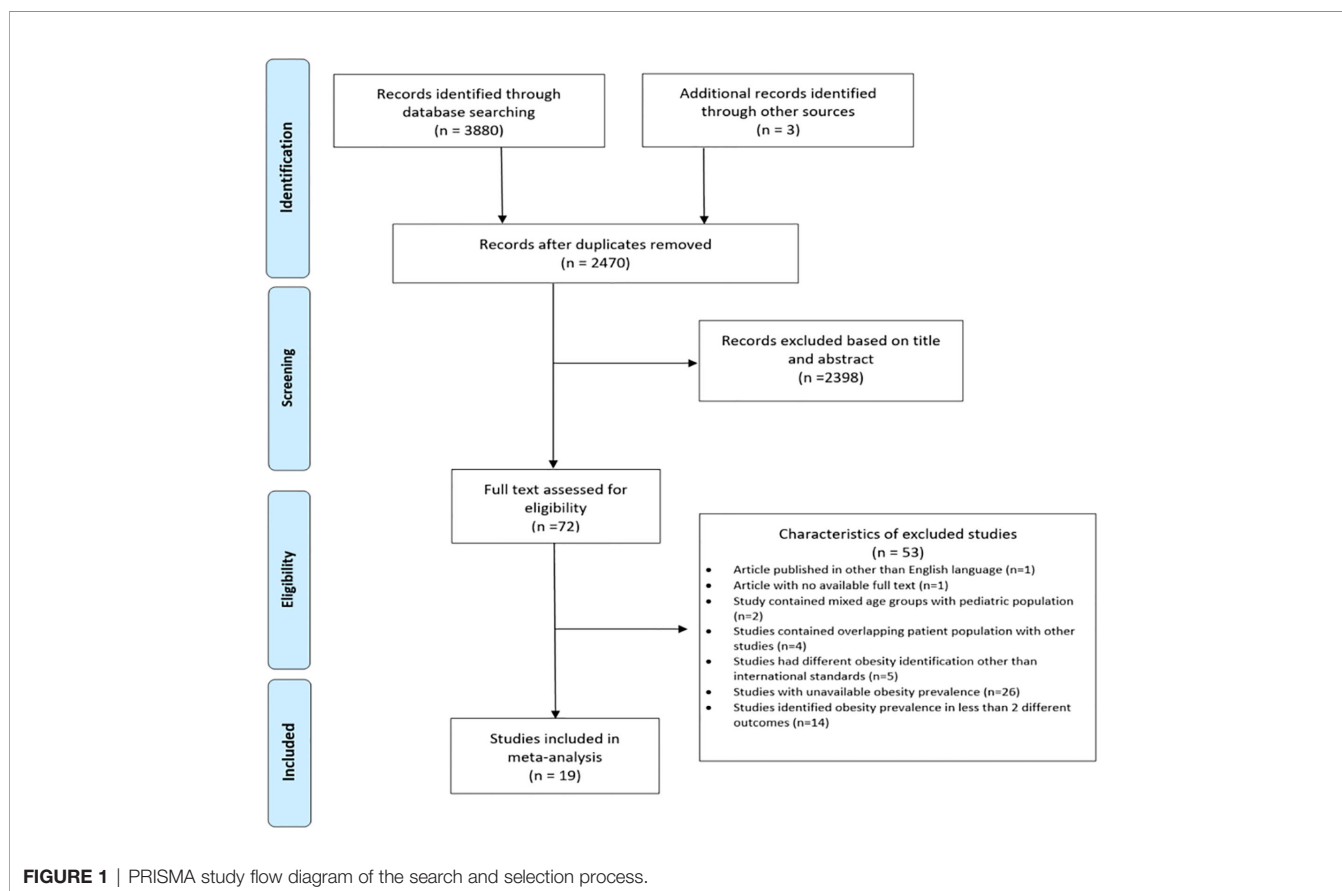 Identification
Records identified through
database searching
(n = 3880)
Additional records identified
through other sources
(n = 3)
Records after duplicates removed
(n = 2470)
Screening
Records excluded based on title
and abstract
(n =2398)
Eligibility
Full text assessed for
eligibility
(n =72)
Characteristics of excluded studies
(n = 53)
• Article published in other than English language (n=1)
• Article with no available full text (n=1)
• Study contained mixed age groups with pediatric population
(n=2)
• Studies contained overlapping patient population with other
studies (n=4)
• Studies had different obesity identification other than
international standards (n=5)
• Studies with unavailable obesity prevalence (n=26)
• Studies identified obesity prevalence in less than 2 different
outcomes (n=14)
Included
Studies included in
meta-analysis
(n = 19)
FIGURE 1 | PRISMA study flow diagram of the search and selection process.